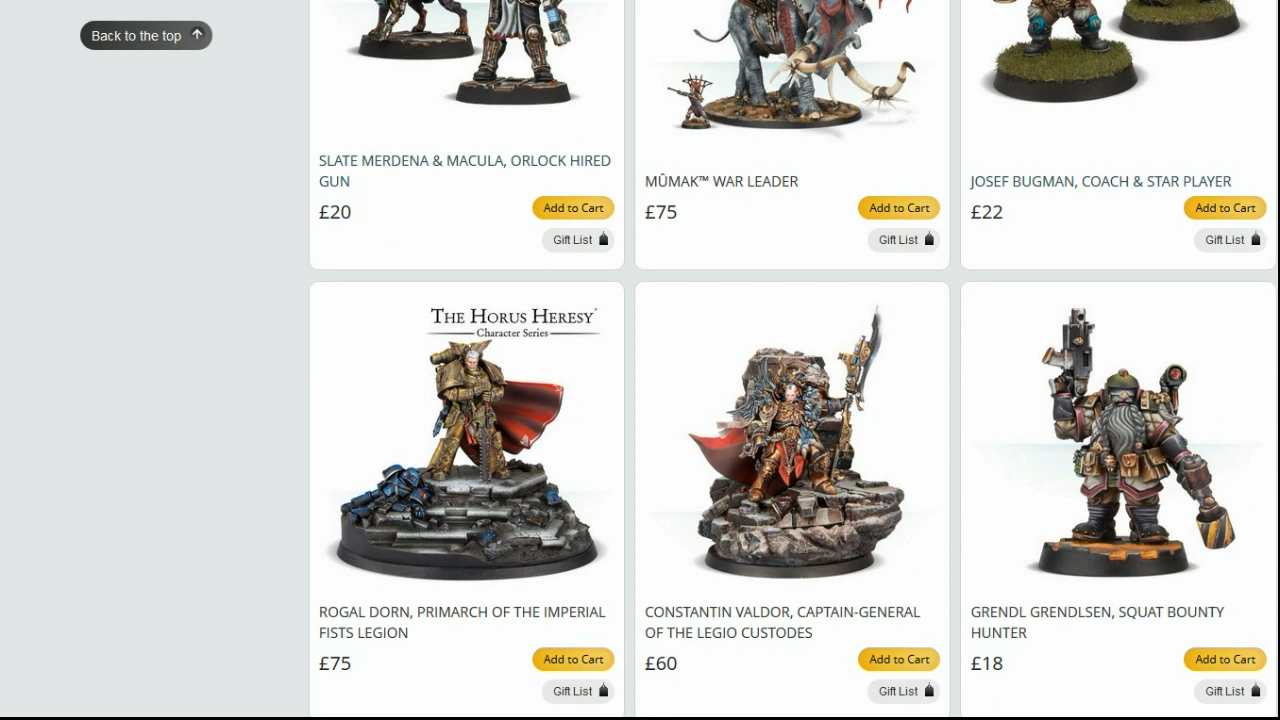 Back to the top
SLATE MERDENA & MACULA, ORLOCK HIRED
GUN
£20
Add to Cart
Gift List
MÛMAK™ WAR LEADER
£75
Add to Cart
Gift List
JOSEF BUGMAN, COACH & STAR PLAYER
£22
Add to Cart
Gift List
THE HORUS HERESY
Character Series
ROGAL DORN, PRIMARCH OF THE IMPERIAL
FISTS LEGION
£75
Add to Cart
Gift List
CONSTANTIN VALDOR, CAPTAIN-GENERAL
OF THE LEGIO CUSTODES
£60
Add to Cart
Gift List
GRENDL GRENDLSEN, SQUAT BOUNTY
HUNTER
£18
Add to Cart
Gift List